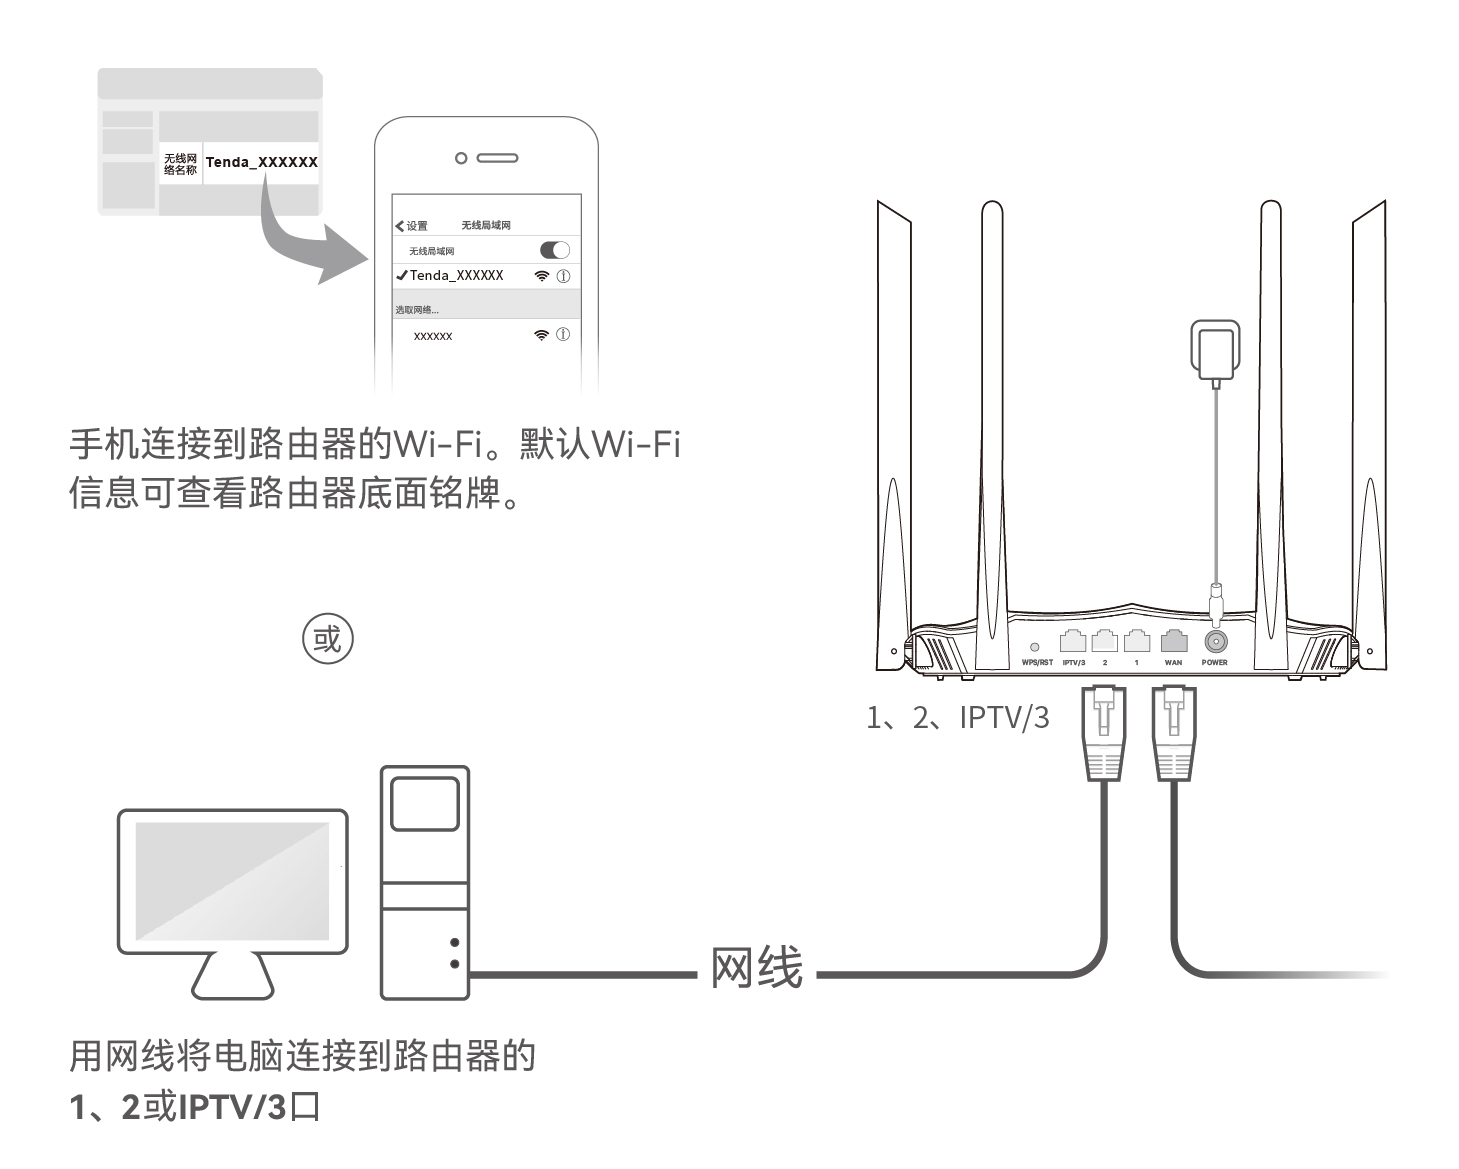 无线网
络名称
Tenda_XXXXXX
设置 无线局域网
无线局域网
Tenda_XXXXXX
选取网络...
xxxxxx
手机连接到路由器的Wi-Fi。默认Wi-Fi
信息可查看路由器底面铭牌。
或
WPS/RST IPTV/3 2 1 WAN POWER
1、2、IPTV/3
网线
用网线将电脑连接到路由器的
1、2或IPTV/3口